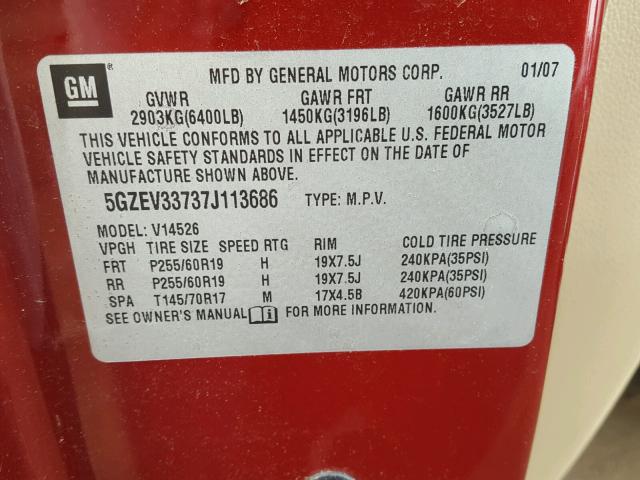 GM ® MFD BY GENERAL MOTORS CORP. 01/07
GVWR GAWR FRT GAWR RR
2903KG(6400LB) 1450KG(3196LB) 1600KG(3527LB)
THIS VEHICLE CONFORMS TO ALL APPLICABLE U.S. FEDERAL MOTOR
VEHICLE SAFETY STANDARDS IN EFFECT ON THE DATE OF
MANUFACTURE SHOWN ABOVE.
5GZEV33737J113686 TYPE: M.P.V.
MODEL: V14526
VPGH TIRE SIZE SPEED RTG RIM COLD TIRE PRESSURE
FRT P255/60R19 H 19X7.5J 240KPA(35PSI)
RR P255/60R19 H 19X7.5J 240KPA(35PSI)
SPA T145/70R17 M 17X4.5B 420KPA(60PSI)
SEE OWNER'S MANUAL i FOR MORE INFORMATION.